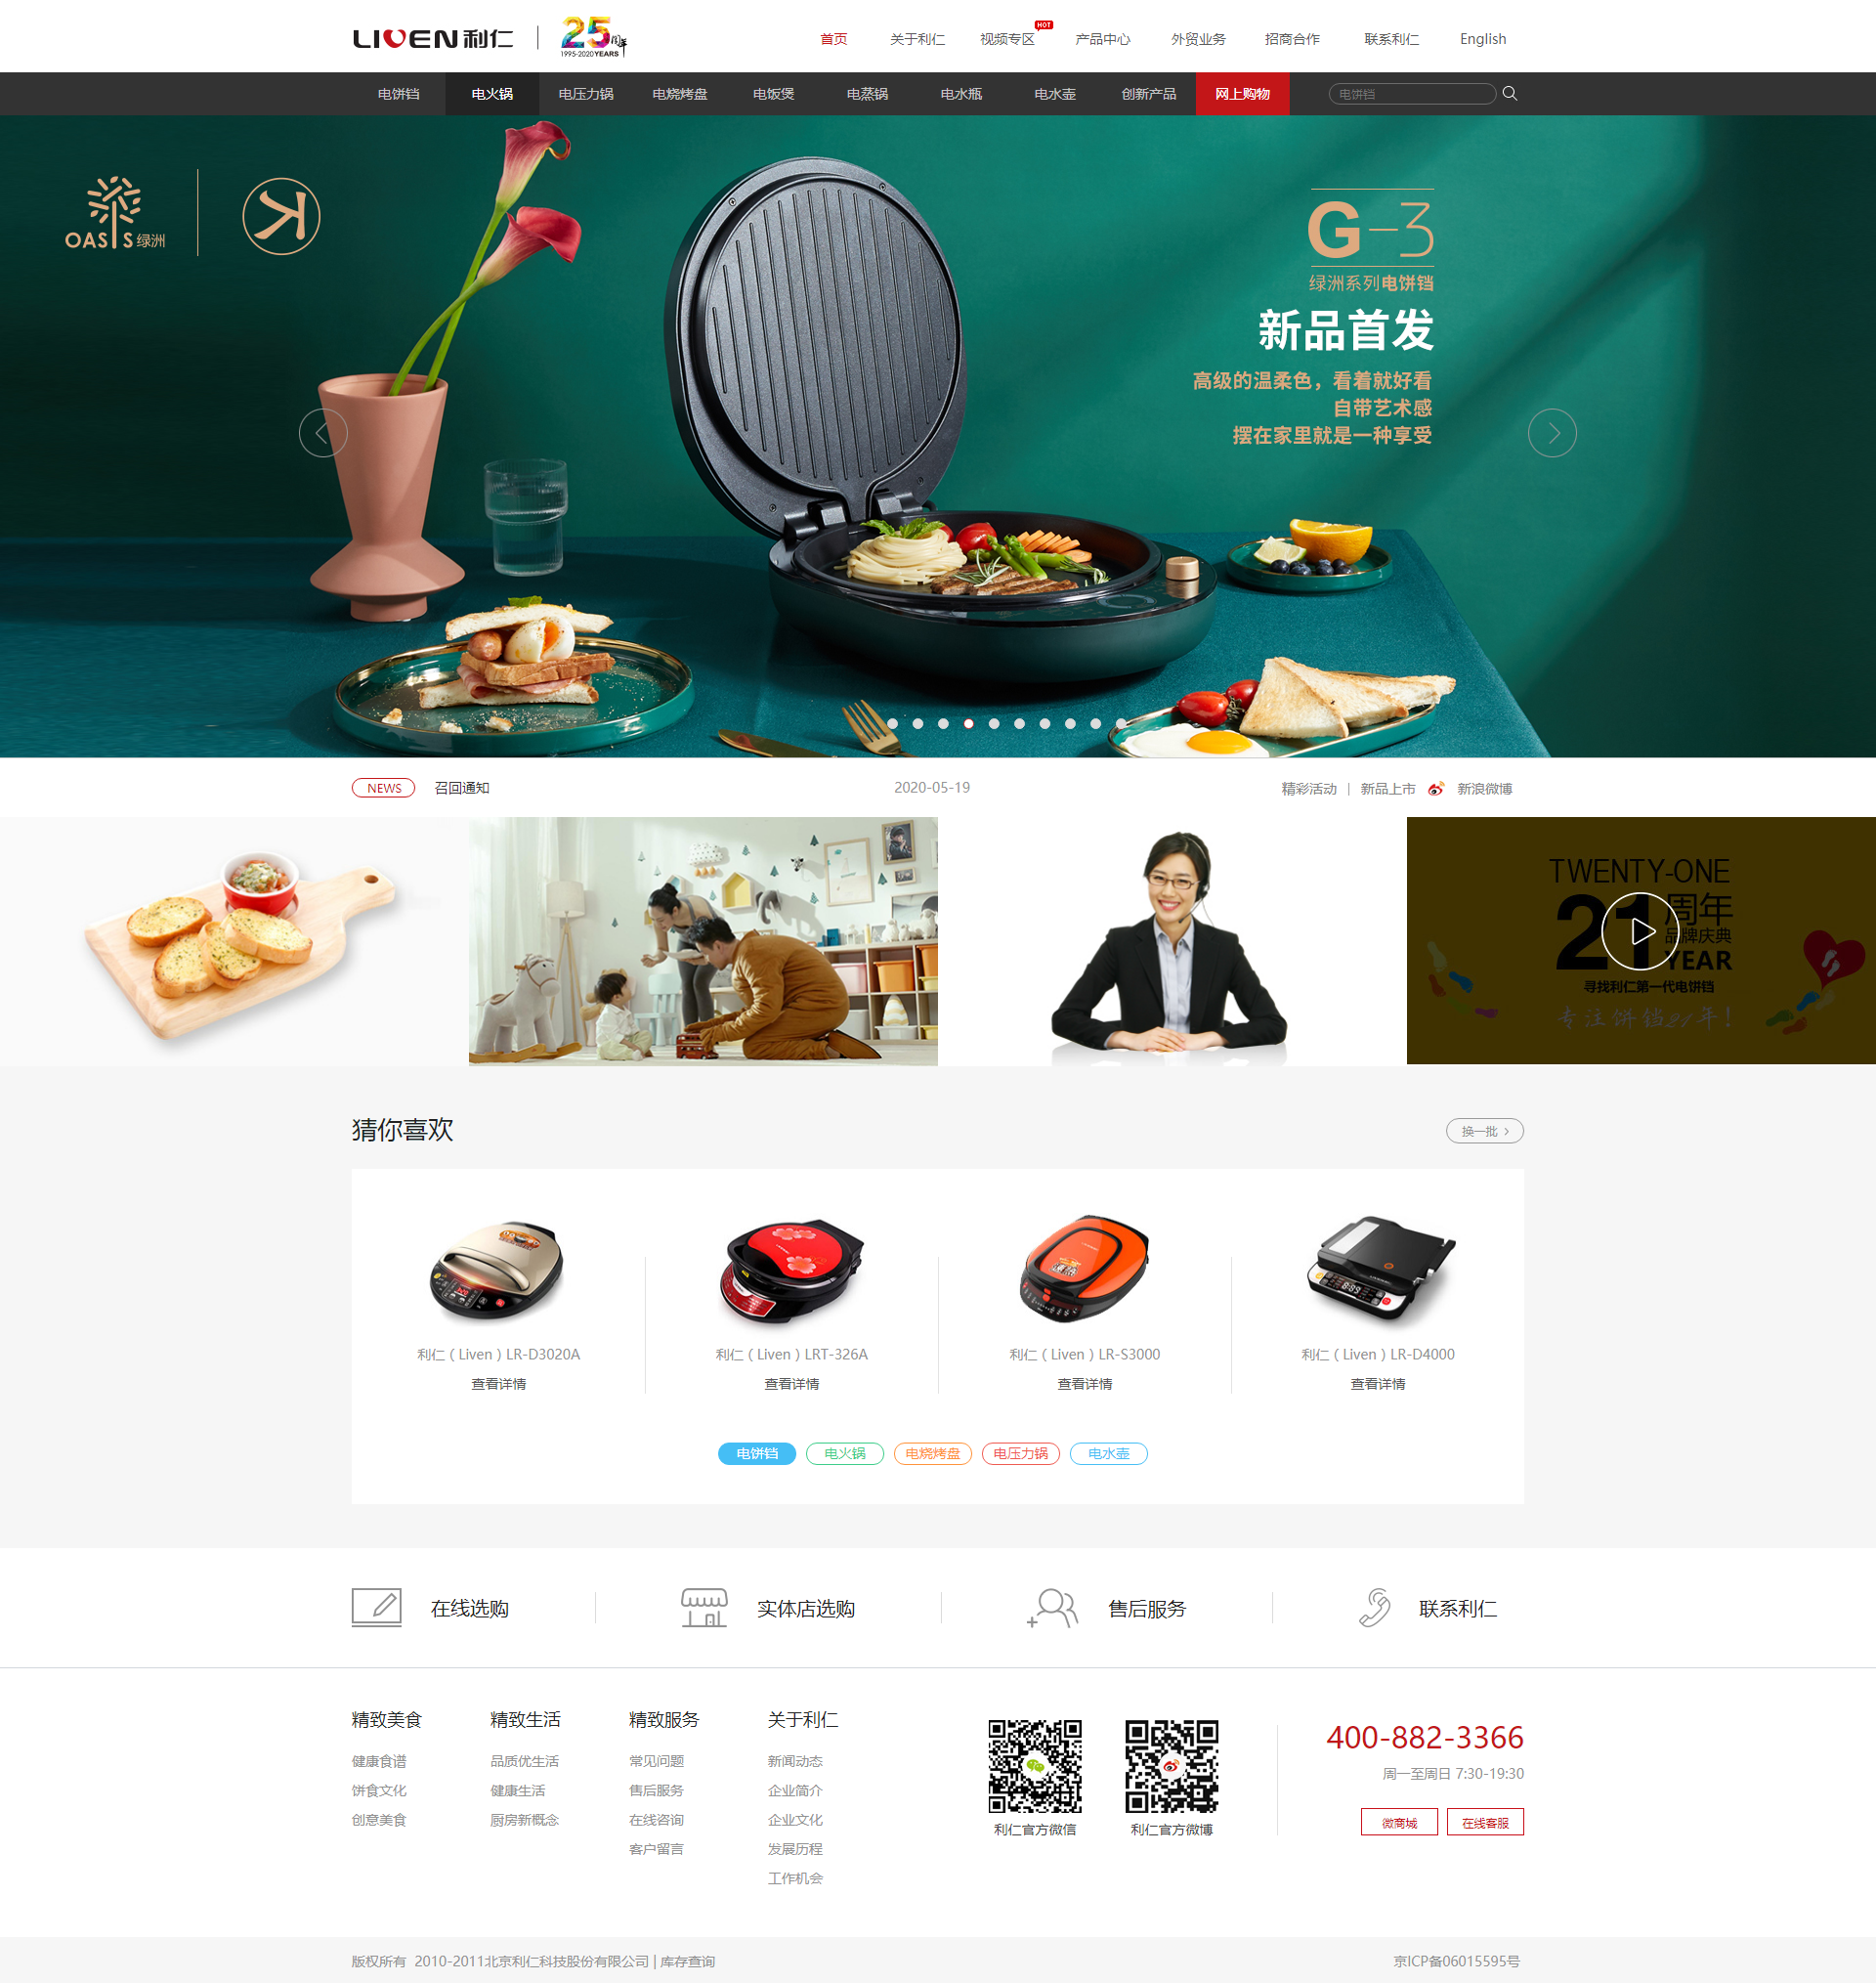 LIVEN利仁
25周年
1995-2020YEARS
首页 关于利仁 视频专区 HOT 产品中心 外贸业务 招商合作 联系利仁 English
电饼铛 电火锅 电压力锅 电烧烤盘 电饭煲 电蒸锅 电水瓶 电水壶 创新产品 网上购物 电饼铛
OASIS绿洲
G-3
绿洲系列电饼铛
新品首发
高级的温柔色，看着就好看
自带艺术感
摆在家里就是一种享受
NEWS 召回通知 2020-05-19 精彩活动 | 新品上市 新浪微博
TWENTY-ONE
21周年
品牌庆典
YEAR
寻找利仁第一代电饼铛
专注饼铛21年!
猜你喜欢 换一批 >
利仁 ( Liven ) LR-D3020A
查看详情
利仁 ( Liven ) LRT-326A
查看详情
利仁 ( Liven ) LR-S3000
查看详情
利仁 ( Liven ) LR-D4000
查看详情
电饼铛 电火锅 电烧烤盘 电压力锅 电水壶
在线选购 实体店选购 售后服务 联系利仁
精致美食
健康食谱
饼食文化
创意美食
精致生活
品质优生活
健康生活
厨房新概念
精致服务
常见问题
售后服务
在线咨询
客户留言
关于利仁
新闻动态
企业简介
企业文化
发展历程
工作机会
利仁官方微信
利仁官方微博
400-882-3366
周一至周日 7:30-19:30
微商城 在线客服
版权所有 2010-2011北京利仁科技股份有限公司 | 库存查询 京ICP备06015595号